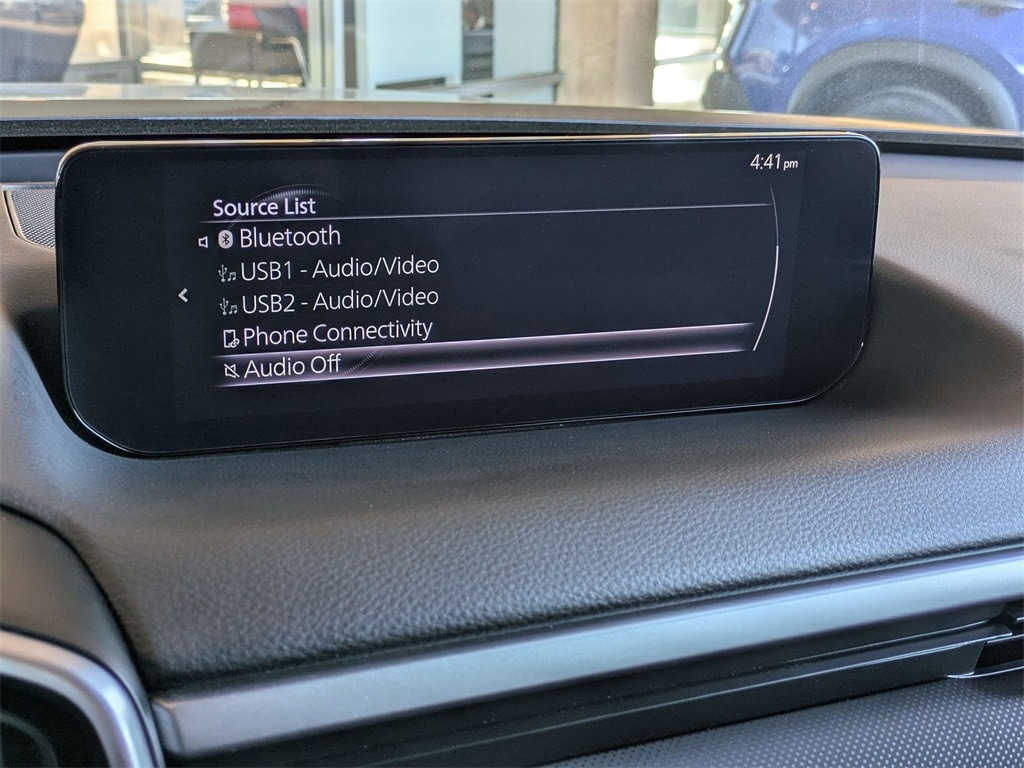 4:41 pm
Source List
Bluetooth
USB1 - Audio/Video
USB2 - Audio/Video
Phone Connectivity
Audio Off